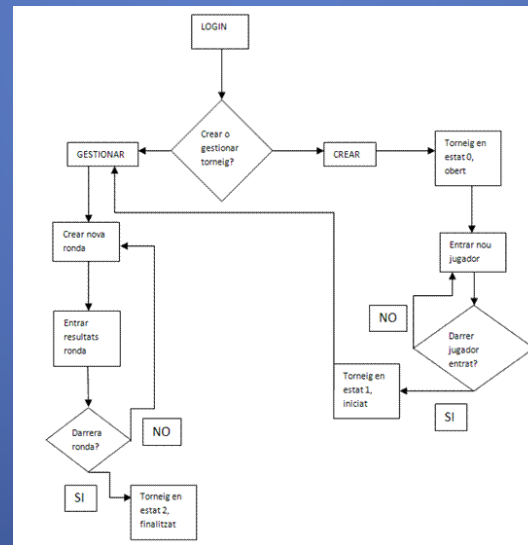 LOGIN
Crear o
gestionar
torneig?
GESTIONAR
CREAR
Torneig en
estat 0,
obert
Crear nova
ronda
Entrar nou
jugador
NO
Entrar
resultats
ronda
Darrer
jugador
entrat?
Torneig en
estat 1,
iniciat
SI
Darrera
ronda?
NO
SI
Torneig en
estat 2,
finalitzat